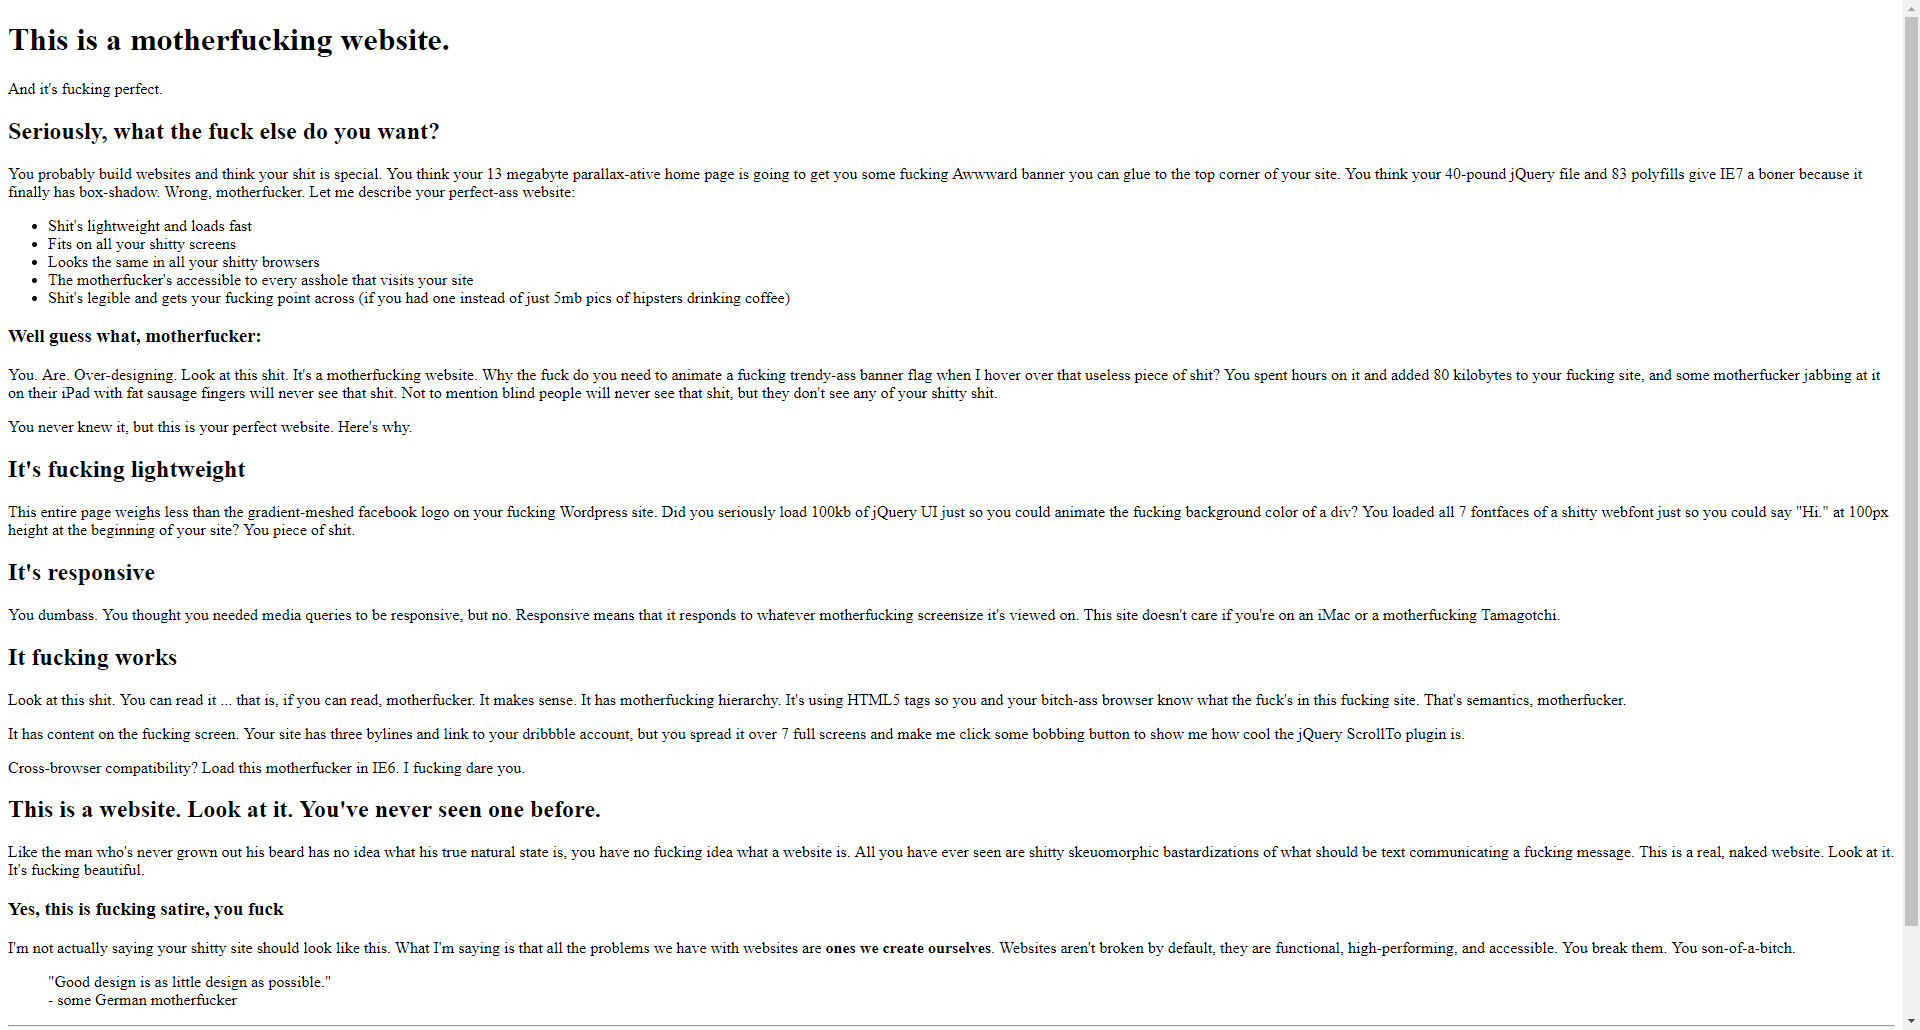 This is a motherfucking website.
And it's fucking perfect.
Seriously, what the fuck else do you want?
You probably build websites and think your shit is special. You think your 13 megabyte parallax-ative home page is going to get you some fucking Awwward banner you can glue to the top corner of your site. You think your 40-pound jQuery file and 83 polyfills give IE7 a boner because it
finally has box-shadow. Wrong, motherfucker. Let me describe your perfect-ass website:
• Shit's lightweight and loads fast
• Fits on all your shitty screens
• Looks the same in all your shitty browsers
• The motherfucker's accessible to every asshole that visits your site
• Shit's legible and gets your fucking point across (if you had one instead of just 5mb pics of hipsters drinking coffee)
Well guess what, motherfucker:
You. Are. Over-designing. Look at this shit. It's a motherfucking website. Why the fuck do you need to animate a fucking trendy-ass banner flag when I hover over that useless piece of shit? You spent hours on it and added 80 kilobytes to your fucking site, and some motherfucker jabbing at it
on their iPad with fat sausage fingers will never see that shit. Not to mention blind people will never see that shit, but they don't see any of your shitty shit.
You never knew it, but this is your perfect website. Here's why.
It's fucking lightweight
This entire page weighs less than the gradient-meshed facebook logo on your fucking Wordpress site. Did you seriously load 100kb of jQuery UI just so you could animate the fucking background color of a div? You loaded all 7 fontfaces of a shitty webfont just so you could say "Hi." at 100px
height at the beginning of your site? You piece of shit.
It's responsive
You dumbass. You thought you needed media queries to be responsive, but no. Responsive means that it responds to whatever motherfucking screensize it's viewed on. This site doesn't care if you're on an iMac or a motherfucking Tamagotchi.
It fucking works
Look at this shit. You can read it ... that is, if you can read, motherfucker. It makes sense. It has motherfucking hierarchy. It's using HTML5 tags so you and your bitch-ass browser know what the fuck's in this fucking site. That's semantics, motherfucker.
It has content on the fucking screen. Your site has three bylines and link to your dribbble account, but you spread it over 7 full screens and make me click some bobbing button to show me how cool the jQuery ScrollTo plugin is.
Cross-browser compatibility? Load this motherfucker in IE6. I fucking dare you.
This is a website. Look at it. You've never seen one before.
Like the man who's never grown out his beard has no idea what his true natural state is, you have no fucking idea what a website is. All you have ever seen are shitty skeuomorphic bastardizations of what should be text communicating a fucking message. This is a real, naked website. Look at it.
It's fucking beautiful.
Yes, this is fucking satire, you fuck
I'm not actually saying your shitty site should look like this. What I'm saying is that all the problems we have with websites are ones we create ourselves. Websites aren't broken by default, they are functional, high-performing, and accessible. You break them. You son-of-a-bitch.
"Good design is as little design as possible."
- some German motherfucker